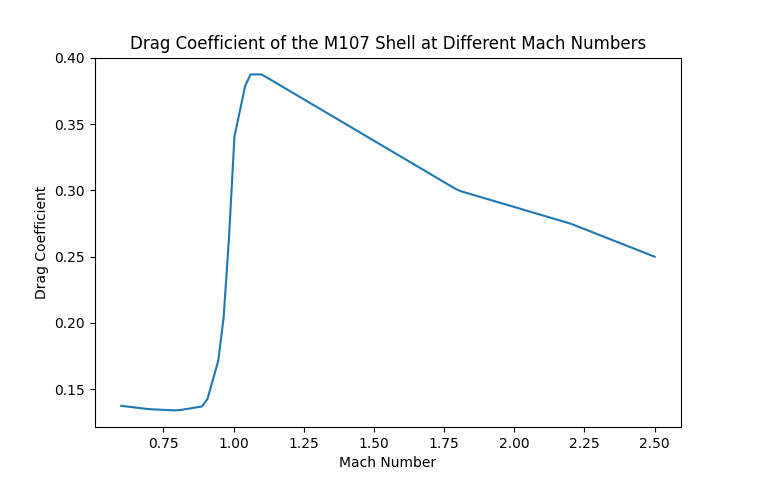 Drag Coefficient of the M107 Shell at Different Mach Numbers
0.40
0.35
0.30
0.25
0.20
0.15
Drag Coefficient
0.75 1.00 1.25 1.50 1.75 2.00 2.25 2.50
Mach Number